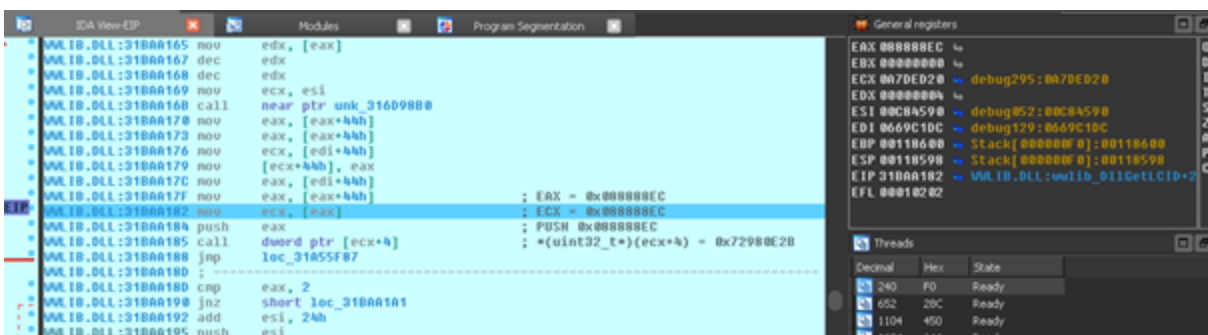 IDA View-EIP
Modules
Program Segmentation
WWLIB.DLL:31BAA165 mov edx, [eax]
WWLIB.DLL:31BAA167 dec edx
WWLIB.DLL:31BAA168 dec edx
WWLIB.DLL:31BAA169 mov ecx, esi
WWLIB.DLL:31BAA16B call near ptr unk_316D98B0
WWLIB.DLL:31BAA170 mov eax, [eax+44h]
WWLIB.DLL:31BAA173 mov ecx, [edi+44h]
WWLIB.DLL:31BAA176 mov
WWLIB.DLL:31BAA179 mov [ecx+44h], eax
WWLIB.DLL:31BAA17C mov eax, [edi+44h]
WWLIB.DLL:31BAA17F mov eax, [eax+44h] ; EAX = 0x088888EC
EIP WWLIB.DLL:31BAA182 mov ecx, [eax] ; ECX = 0x088888EC
WWLIB.DLL:31BAA184 push eax ; PUSH 0x088888EC
WWLIB.DLL:31BAA185 call dword ptr [ecx+4] ; *(uint32_t*)(ecx+4) = 0x72980E2B
WWLIB.DLL:31BAA188 jmp loc_31A55F87
WWLIB.DLL:31BAA18D ; ---
WWLIB.DLL:31BAA18D cmp eax, 2
WWLIB.DLL:31BAA190 jnz short loc_31BAA1A1
WWLIB.DLL:31BAA192 add esi, 24h
WWLIB.DLL:31BAA195 push esi
General registers
EAX 088888EC
EBX 00000000
ECX 0A7DED20 debug295:0A7DED20
EDX 00000004
ESI 00C84590 debug052:00C84590
EDI 0669C1DC debug129:0669C1DC
EBP 00118600 Stack[000000F0]:00118600
ESP 00118598 Stack[000000F0]:00118598
EIP 31BAA182 WWLIB.DLL:wwlib_DllGetLCID+2
EFL 00010202
Threads
Decimal Hex State
240 F0 Ready
652 28C Ready
1104 450 Ready